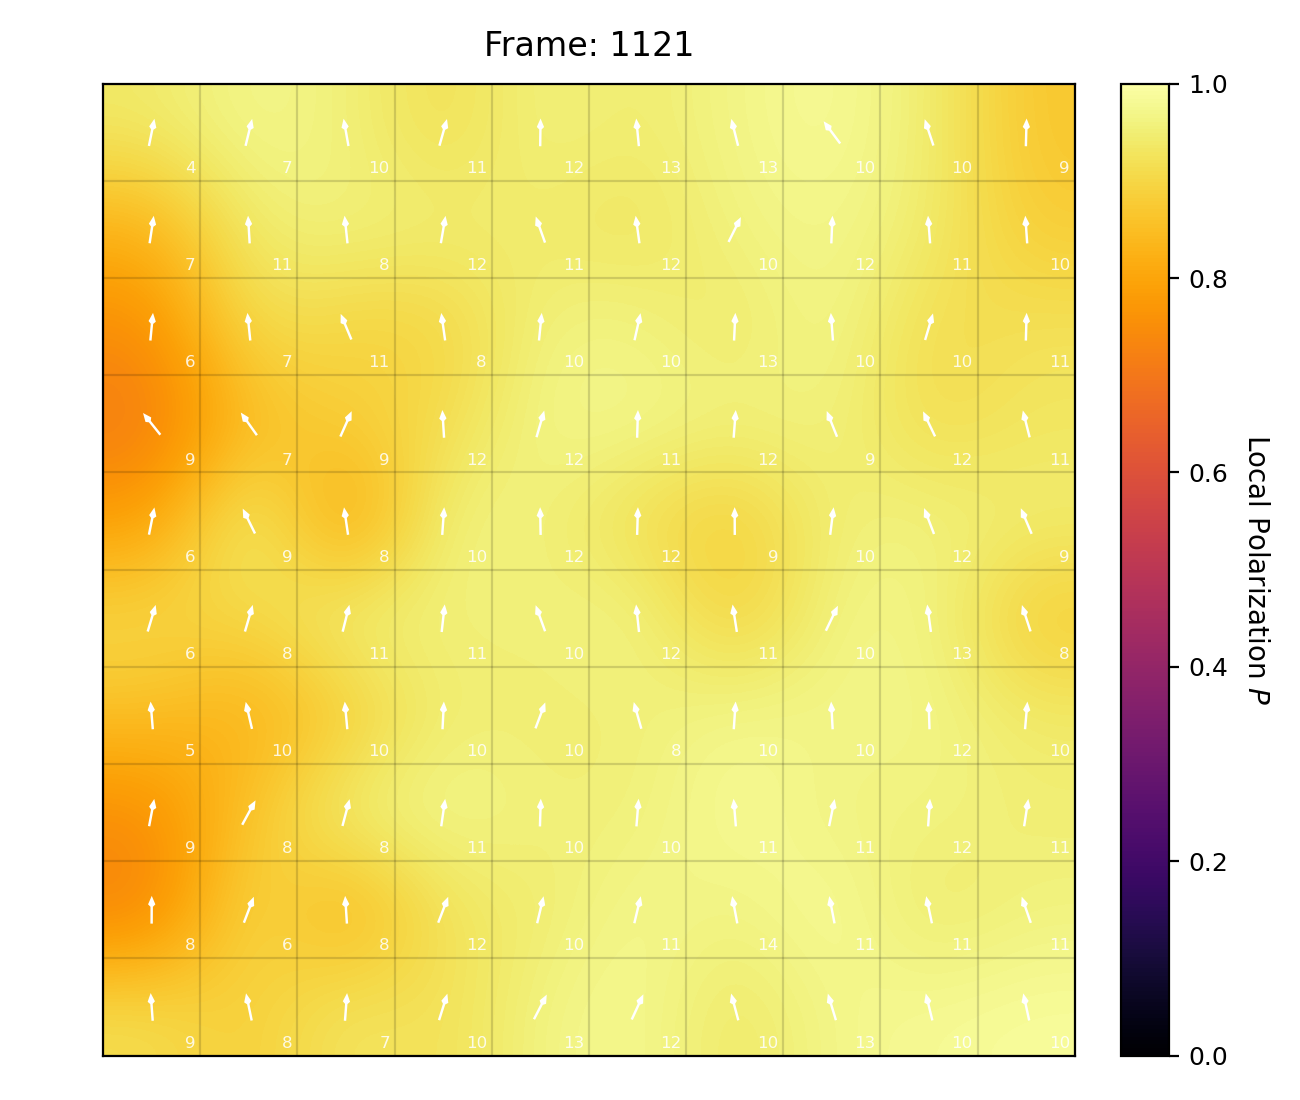 Frame: 1121
4 7 10 11 12 13 13 10 10 9
7 11 8 12 11 12 10 12 11 10
6 7 11 8 10 10 13 10 10 11
9 7 9 12 12 11 12 9 12 11
6 9 8 10 12 12 9 10 12 9
6 8 11 11 10 12 11 10 13 8
5 10 10 10 10 8 10 10 12 10
9 8 8 11 10 10 11 11 12 11
8 6 8 12 10 11 14 11 11 11
9 8 7 10 13 12 10 13 10 10
1.0
0.8
0.6
0.4
0.2
0.0
Local Polarization P